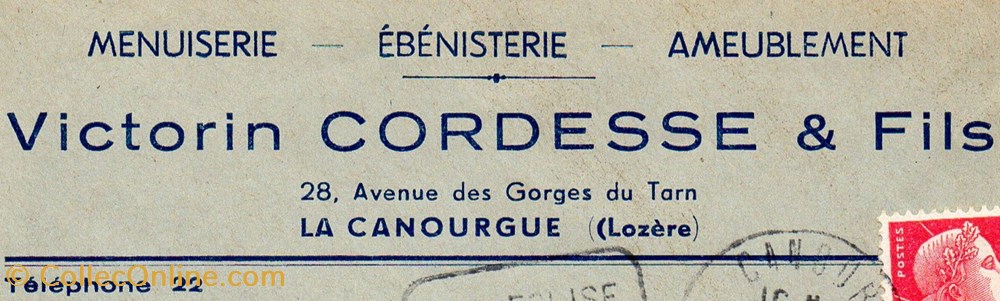 MENUISERIE — ÉBÉNISTERIE — AMEUBLEMENT
Victorin CORDESSE & Fils
28, Avenue des Gorges du Tarn
LA CANOURGUE (Lozère)
POSTES
© CollecOnline.com
Téléphone 22
EGLISE